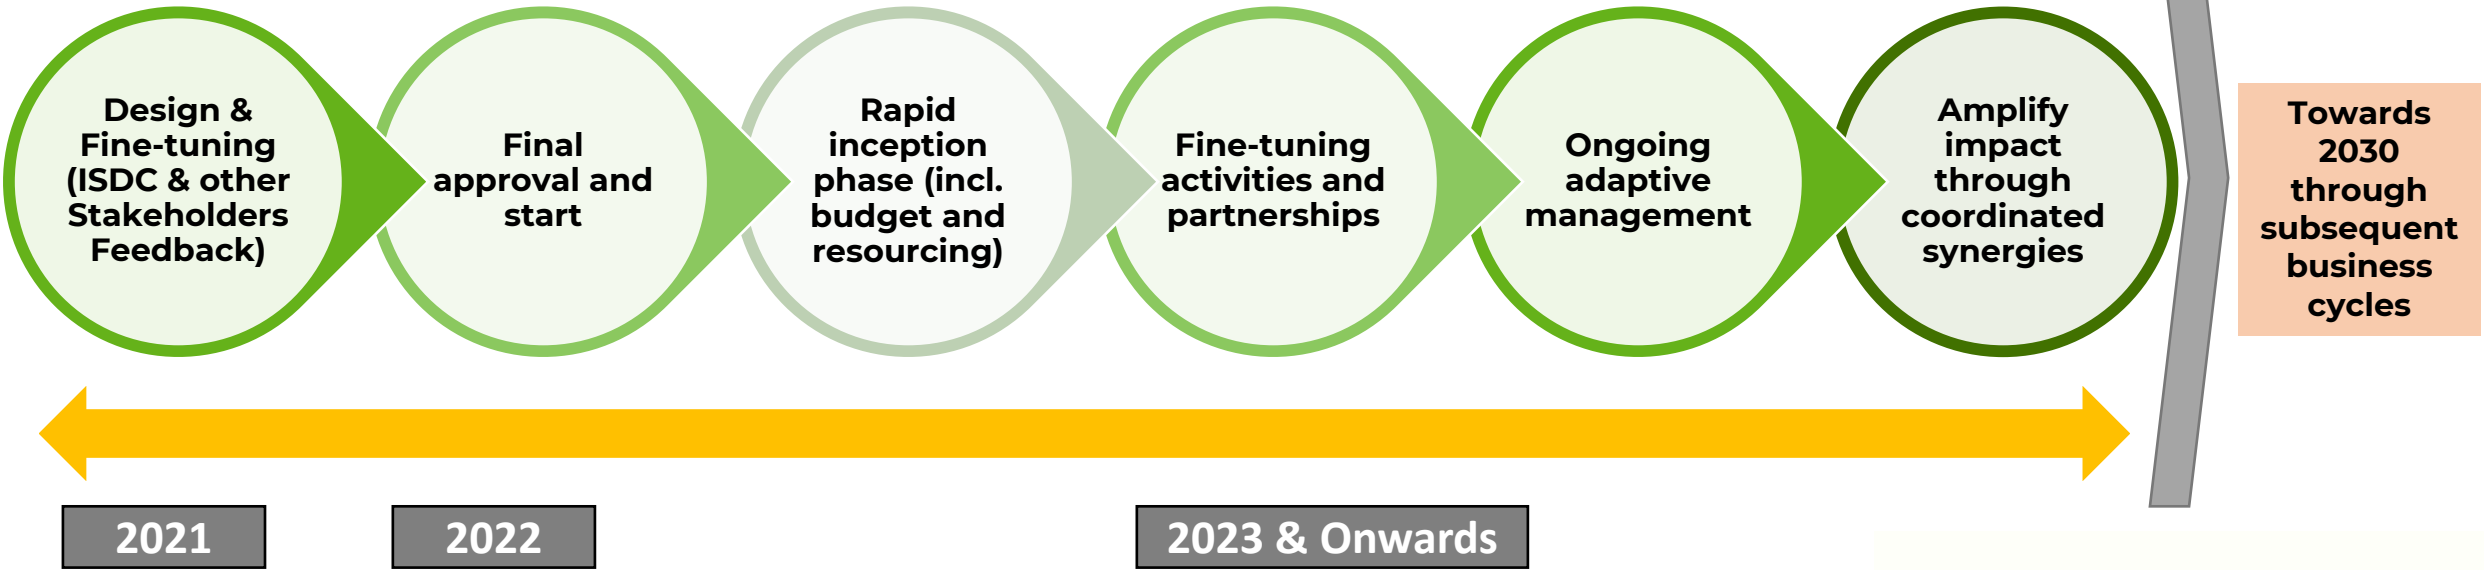 Design &
Fine-tuning
(ISDC & other
Stakeholders
Feedback)
Final
approval and
start
Rapid
inception
phase (incl.
budget and
resourcing)
Fine-tuning
activities and
partnerships
Ongoing
adaptive
management
Amplify
impact
through
coordinated
synergies
Towards
2030
through
subsequent
business
cycles
2021
2022
2023 & Onwards